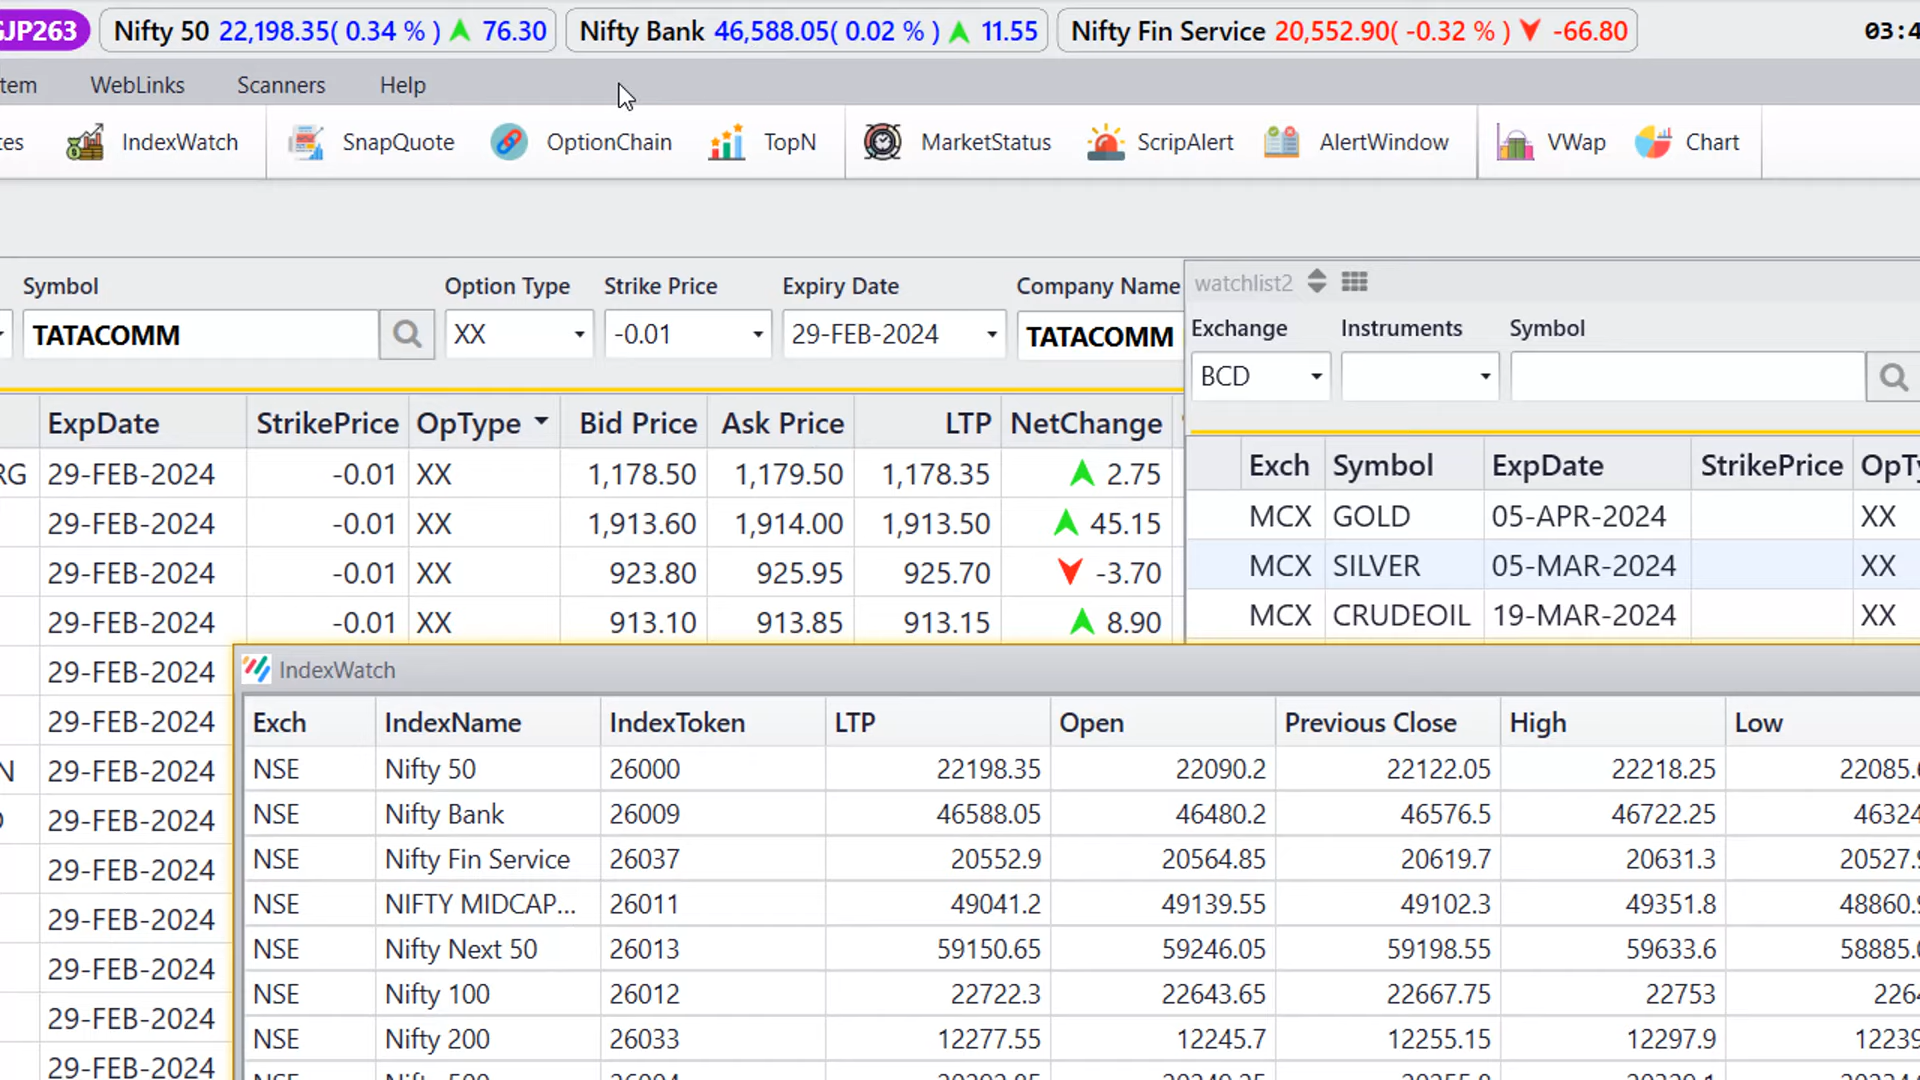 GJP263 Nifty 50 22,198.35( 0.34 % ) 76.30 Nifty Bank 46,588.05( 0.02 % ) 11.55 Nifty Fin Service 20,552.90( -0.32 % ) -66.80 03:4
tem WebLinks Scanners Help
tes IndexWatch SnapQuote OptionChain TopN MarketStatus ScripAlert AlertWindow VWap Chart
Symbol Option Type Strike Price Expiry Date Company Name
TATACOMM XX -0.01 29-FEB-2024 TATACOMM
ExpDate StrikePrice OpType Bid Price Ask Price LTP NetChange
RG 29-FEB-2024 -0.01 XX 1,178.50 1,179.50 1,178.35 2.75
29-FEB-2024 -0.01 XX 1,913.60 1,914.00 1,913.50 45.15
29-FEB-2024 -0.01 XX 923.80 925.95 925.70 -3.70
29-FEB-2024 -0.01 XX 913.10 913.85 913.15 8.90
29-FEB-2024
29-FEB-2024
N 29-FEB-2024
29-FEB-2024
29-FEB-2024
29-FEB-2024
29-FEB-2024
29-FEB-2024
29-FEB-2024
watchlist2
Exchange Instruments Symbol
BCD
Exch Symbol ExpDate StrikePrice OpTy
MCX GOLD 05-APR-2024 XX
MCX SILVER 05-MAR-2024 XX
MCX CRUDEOIL 19-MAR-2024 XX
IndexWatch
Exch IndexName IndexToken LTP Open Previous Close High Low
NSE Nifty 50 26000 22198.35 22090.2 22122.05 22218.25 22085.
NSE Nifty Bank 26009 46588.05 46480.2 46576.5 46722.25 46324
NSE Nifty Fin Service 26037 20552.9 20564.85 20619.7 20631.3 20527.
NSE NIFTY MIDCAP... 26011 49041.2 49139.55 49102.3 49351.8 48860.
NSE Nifty Next 50 26013 59150.65 59246.05 59198.55 59633.6 58885.
NSE Nifty 100 26012 22722.3 22643.65 22667.75 22753 226
NSE Nifty 200 26033 12277.55 12245.7 12255.15 12297.9 12239